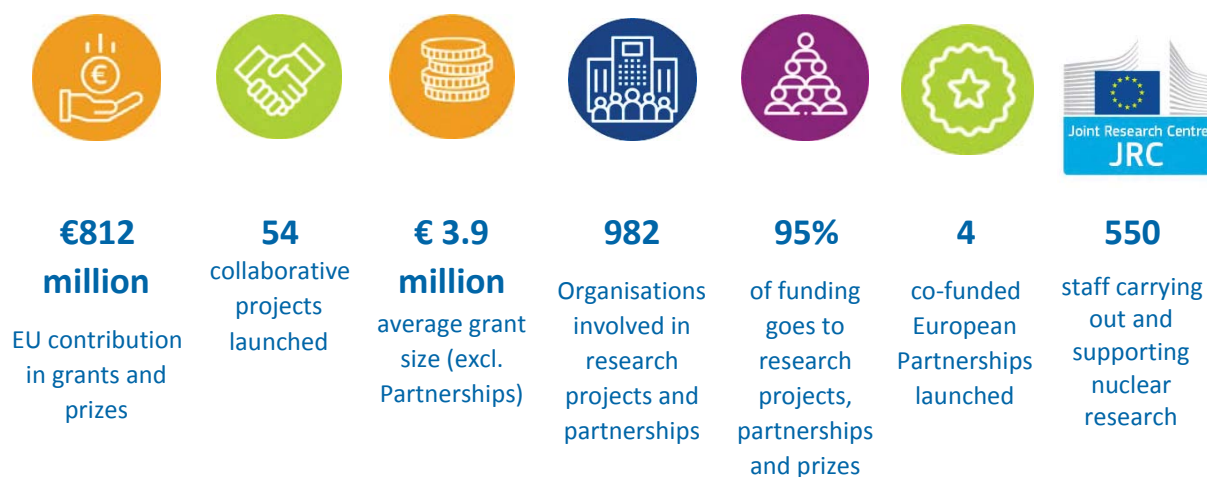 Joint Research Centre
JRC
€812
million
EU contribution
in grants and
prizes
54
collaborative
projects
launched
€ 3.9
million
average grant
size (excl.
Partnerships)
982
Organisations
involved in
research
projects and
partnerships
95%
of funding
goes to
research
projects,
partnerships
and prizes
4
co-funded
European
Partnerships
launched
550
staff carrying
out and
supporting
nuclear
research